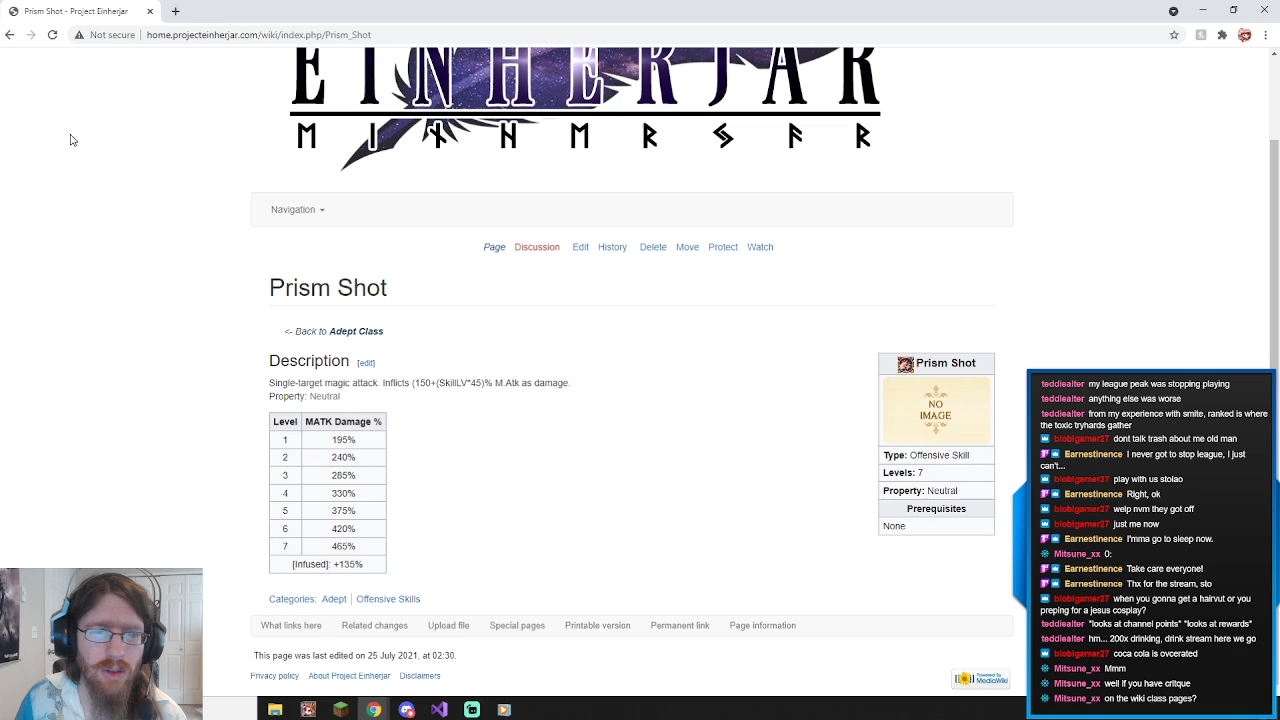 Prism Shot - Project Einherjar
Not secure | home.projecteinherjar.com/wiki/index.php/Prism_Shot
EINHERJAR
ᛖ ᛁ ᚾ ᚺ ᛖ ᚱ ᛃ ᚨ ᚱ
Navigation
Page Discussion Edit History Delete Move Protect Watch
Prism Shot
<- Back to Adept Class
Description [edit]
Single-target magic attack. Inflicts (150+(SkillLV*45)% M.Atk as damage.
Property: Neutral
Level MATK Damage %
1 195%
2 240%
3 285%
4 330%
5 375%
6 420%
7 465%
[Infused]: +135%
Prism Shot
NO
IMAGE
Type: Offensive Skill
Levels: 7
Property: Neutral
Prerequisites
None
Categories: Adept | Offensive Skills
What links here Related changes Upload file Special pages Printable version Permanent link Page information
This page was last edited on 25 July 2021, at 02:30.
Privacy policy About Project Einherjar Disclaimers
Powered By
MediaWiki
teddiealter my league peak was stopping playing
teddiealter anything else was worse
teddiealter from my experience with smite, ranked is where
the toxic tryhards gather
blobigamer27 dont talk trash about me old man
Earnestinence I never got to stop league, I just
can't...
blobigamer27 play with us stolao
Earnestinence Right, ok
blobigamer27 welp nvm they got off
blobigamer27 just me now
Earnestinence I'mma go to sleep now.
Mitsune_xx 0:
Earnestinence Take care everyone!
Earnestinence Thx for the stream, sto
blobigamer27 when you gonna get a hairvut or you
preping for a jesus cosplay?
teddiealter *looks at channel points* *looks at rewards*
teddiealter hm... 200x drinking, drink stream here we go
blobigamer27 coca cola is ovcerated
Mitsune_xx Mmm
Mitsune_xx well if you have critque
Mitsune_xx on the wiki class pages?